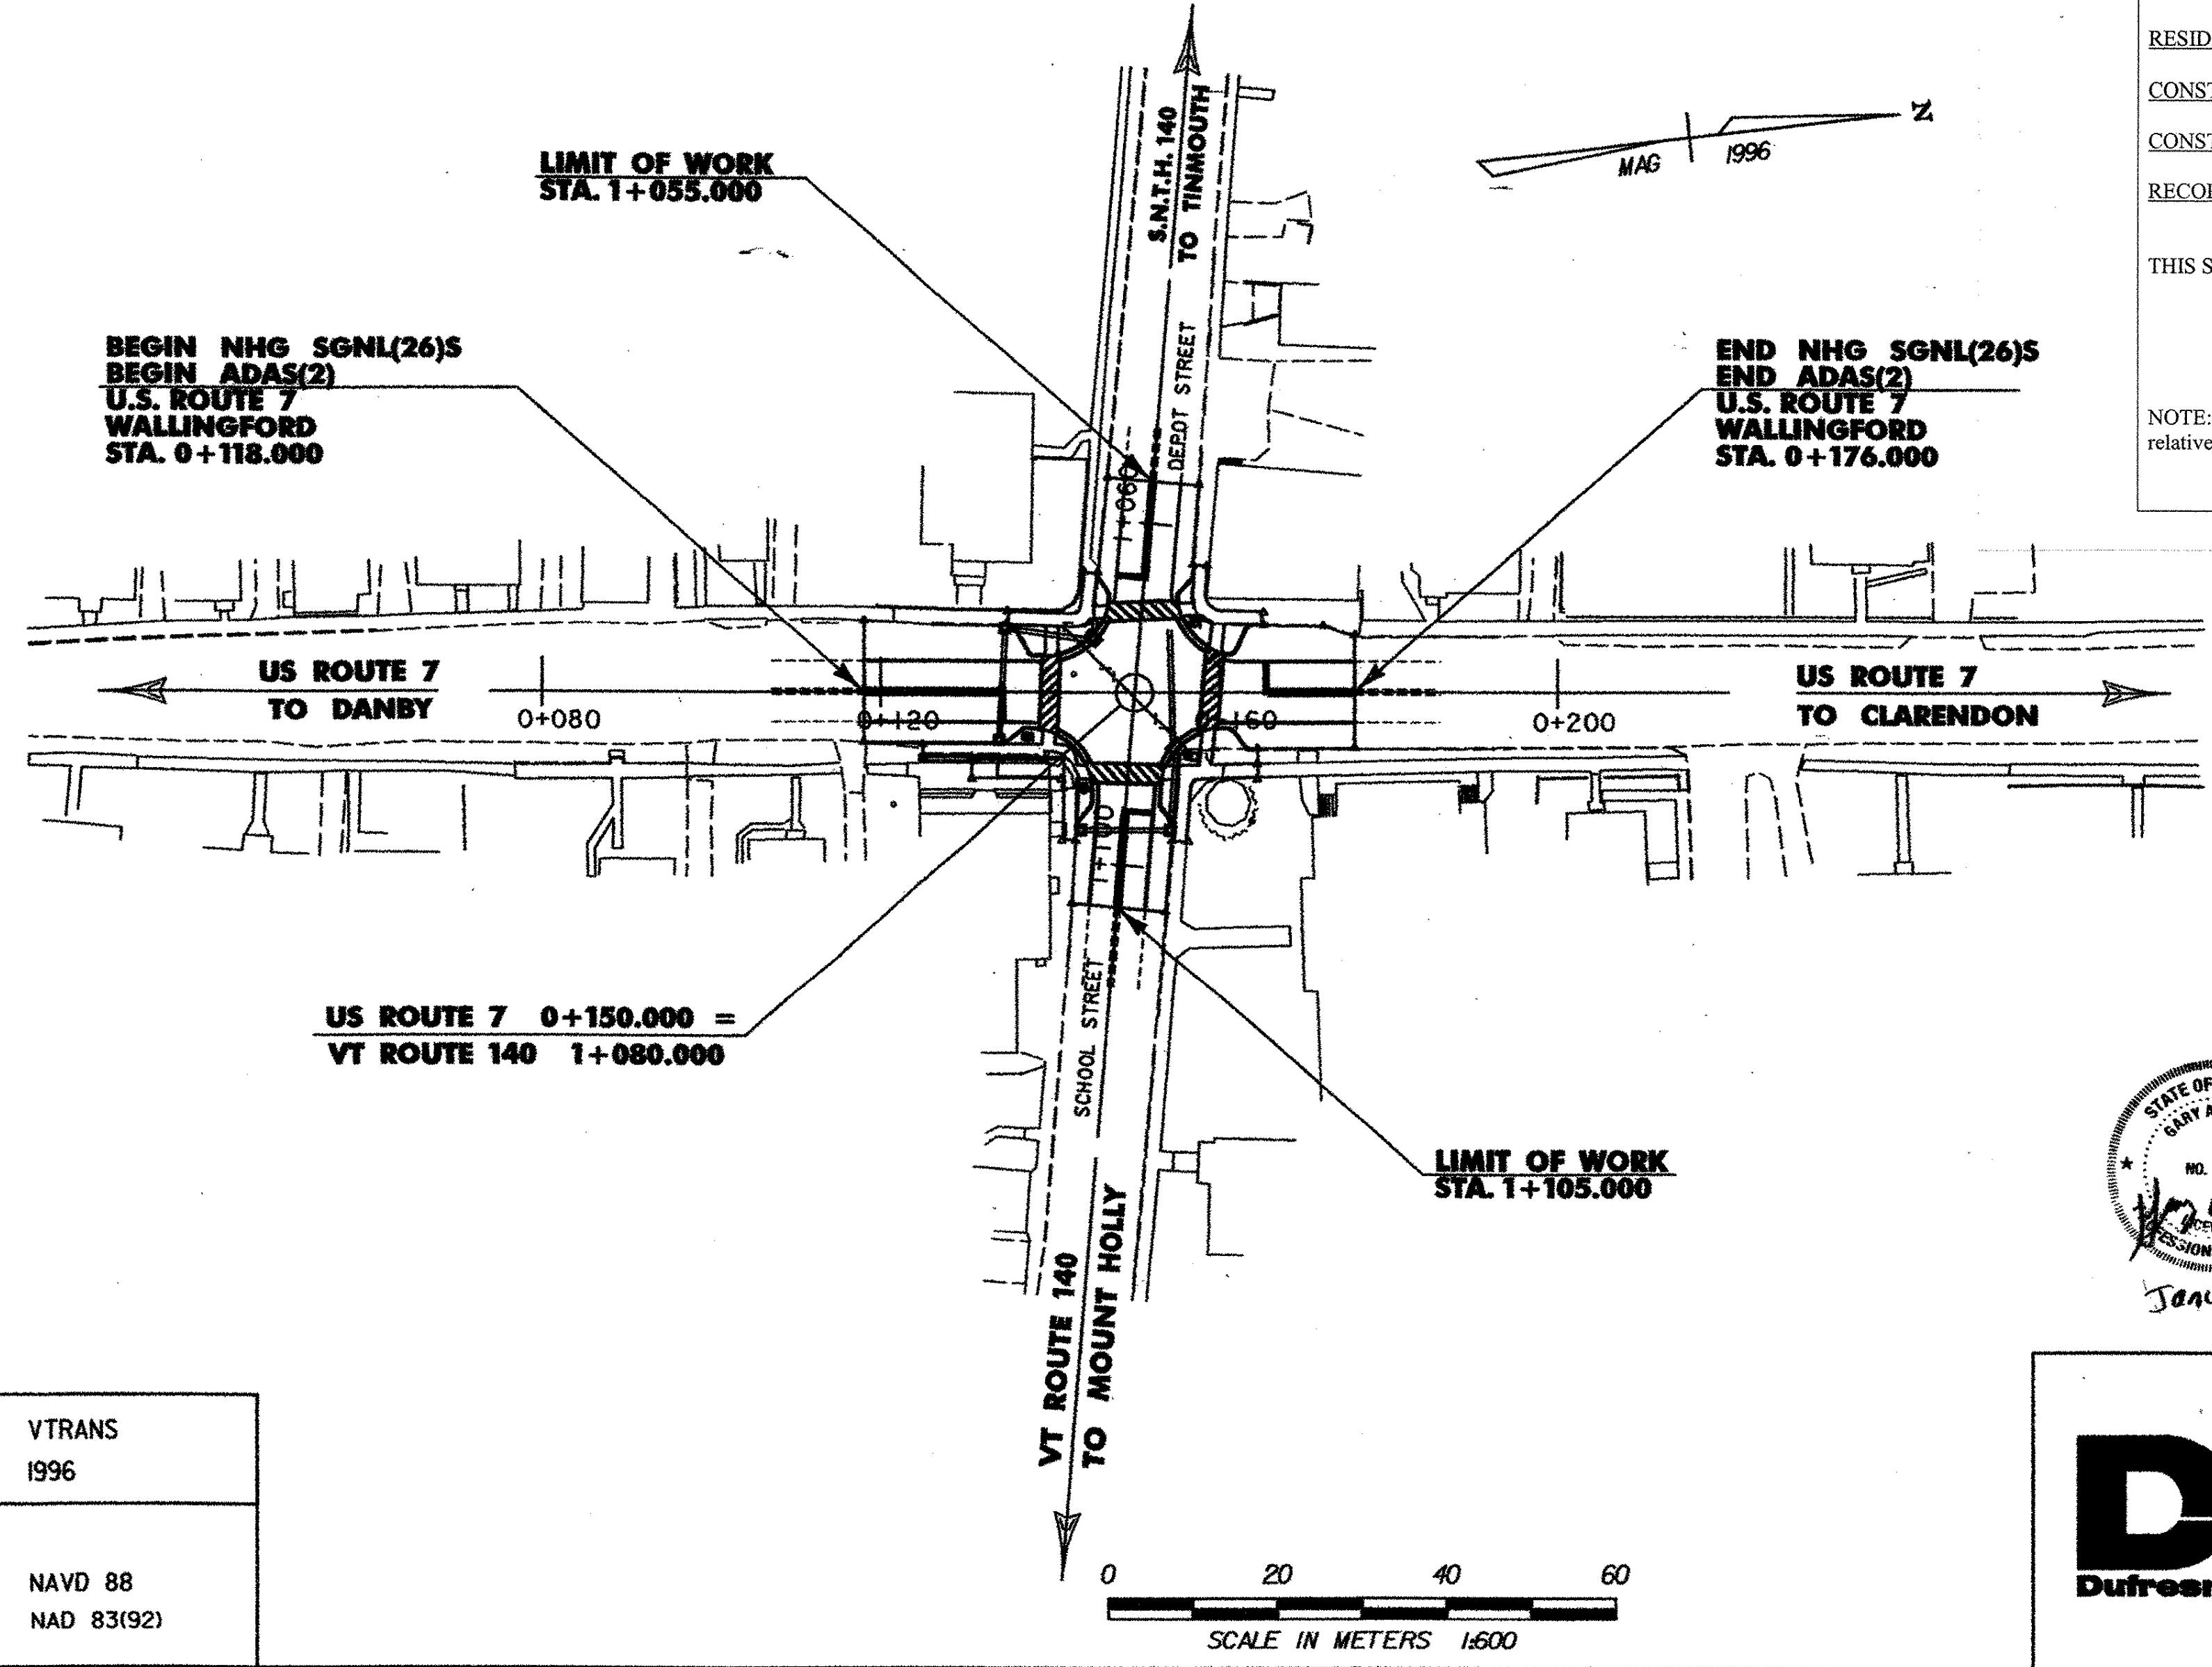 LIMIT OF WORK
STA. 1+055.000
S.N.T.H. 140
TO TINMOUTH
DEPOT STREET
MAG 1996
N
BEGIN NHG SGNL(26)S
BEGIN ADAS(2)
U.S. ROUTE 7
WALLINGFORD
STA. 0+118.000
END NHG SGNL(26)S
END ADAS(2)
U.S. ROUTE 7
WALLINGFORD
STA. 0+176.000
RESID
CONST
CONST
THIS S
NOTE:
relative
1+060
US ROUTE 7
TO DANBY
0+080
0+120
0+200
US ROUTE 7
TO CLARENDON
1+100
SCHOOL STREET
US ROUTE 7 0+150.000 =
VT ROUTE 140 1+080.000
LIMIT OF WORK
STA. 1+105.000
VT ROUTE 140
TO MOUNT HOLLY
STATE OF
GARY A
NO.
VTRANS
1996
NAVD 88
NAD 83(92)
0 20 40 60
SCALE IN METERS 1:600
D
Dufresn